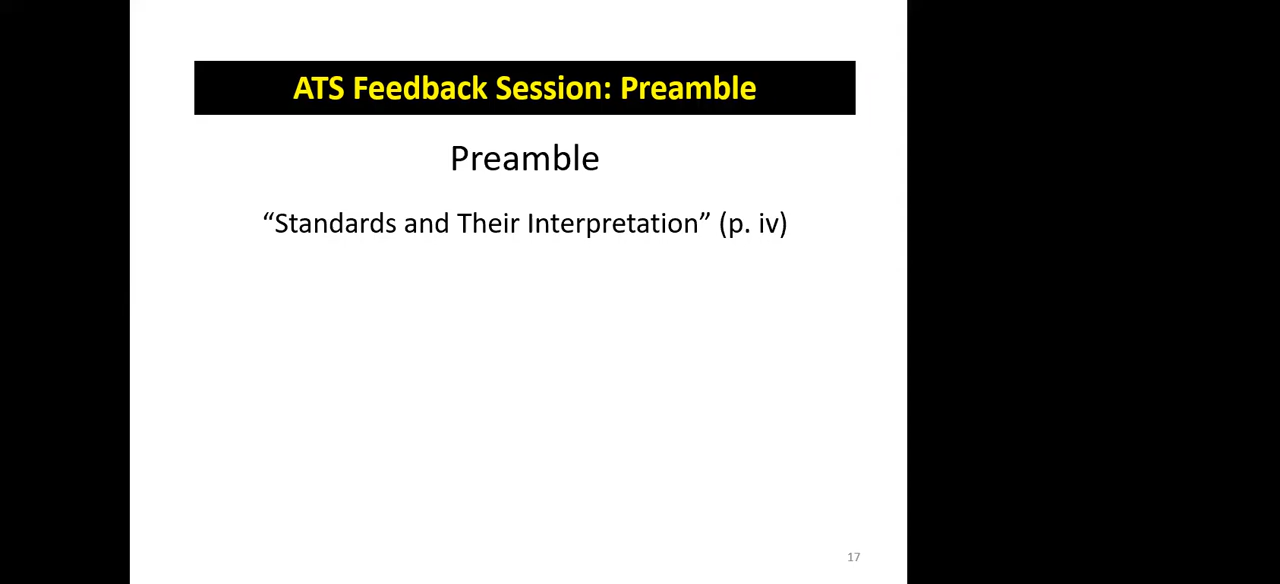 ATS Feedback Session: Preamble
Preamble
“Standards and Their Interpretation” (p. iv)
17